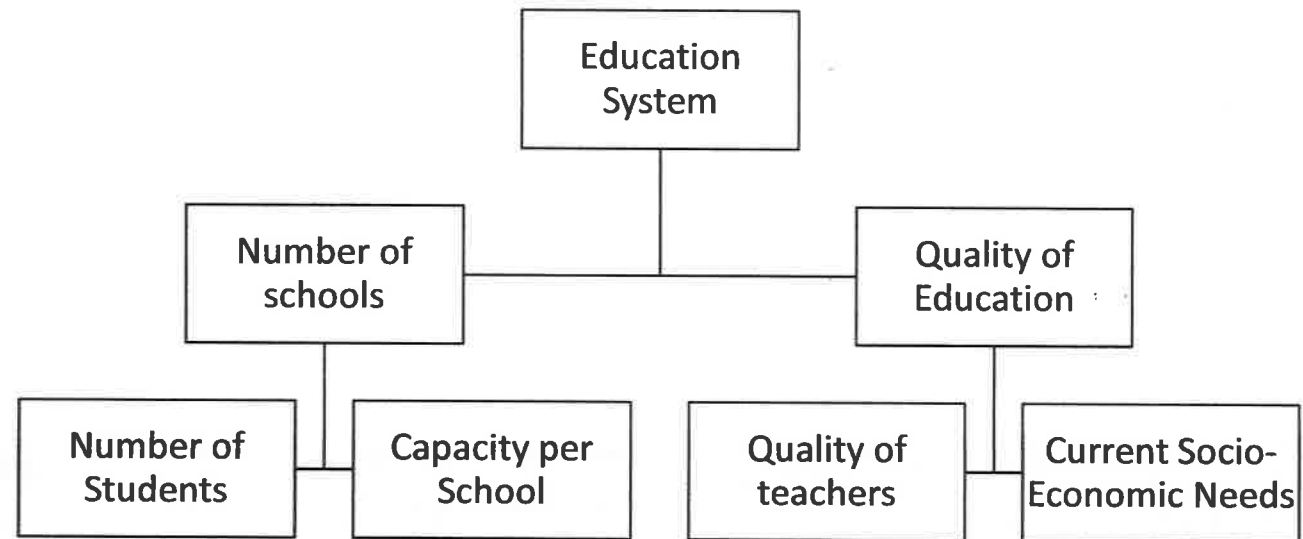 Education
System
Number of
schools
Quality of
Education
Number of
Students
Capacity per
School
Quality of
teachers
Current Socio-
Economic Needs